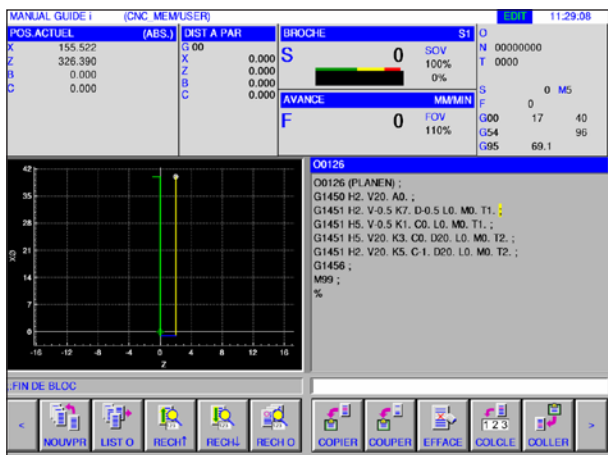 MANUAL GUIDE i (CNC_MEM/USER) EDIT 11:29:08
POS.ACTUEL (ABS.)
X 155.522
Z 326.390
B 0.000
C 0.000
DIST A PAR
G 00
X 0.000
Z 0.000
B 0.000
C 0.000
BROCHE S1
S 0 SOV
100%
0%
AVANCE MM/MIN
F 0 FOV
110%
O
N 00000000
T 0000
S 0 M5
F 0
G00 17 40
G54 96
G95 69.1
42
35
28
21
14
7
0
XØ
-16 -12 -8 -4 0 4 8 12 16
Z
O0126
O0126 (PLANEN) ;
G1450 H2. V20. A0. ;
G1451 H2. V-0.5 K7. D-0.5 L0. M0. T1. ;
G1451 H5. V-0.5 K1. C0. L0. M0. T1. ;
G1451 H5. V20. K3. C0. D20. L0. M0. T2. ;
G1451 H2. V20. K5. C-1. D20. L0. M0. T2. ;
G1456 ;
M99 ;
%
;:FIN DE BLOC
< NOUVPR LIST O RECH↑ RECH↓ RECH O COPIER COUPER EFFACE COLCLE COLLER >
123